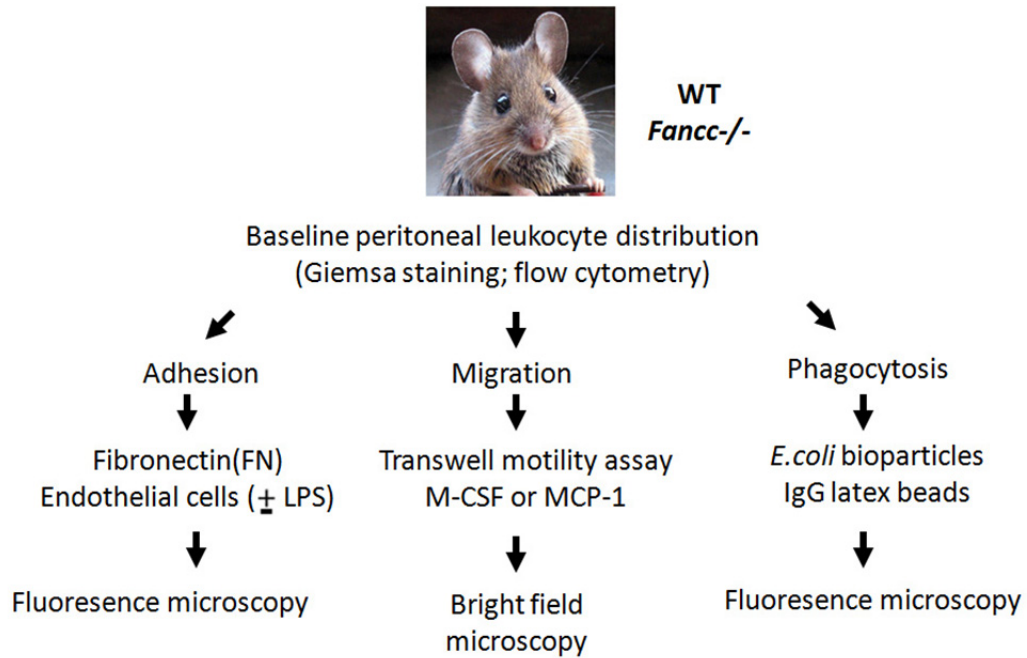 WT
Fancc-/-
Baseline peritoneal leukocyte distribution
(Giemsa staining; flow cytometry)
Adhesion
Migration
Phagocytosis
Fibronectin(FN)
Endothelial cells (± LPS)
Transwell motility assay
M-CSF or MCP-1
E.coli bioparticles
IgG latex beads
Fluoresence microscopy
Bright field
microscopy
Fluoresence microscopy